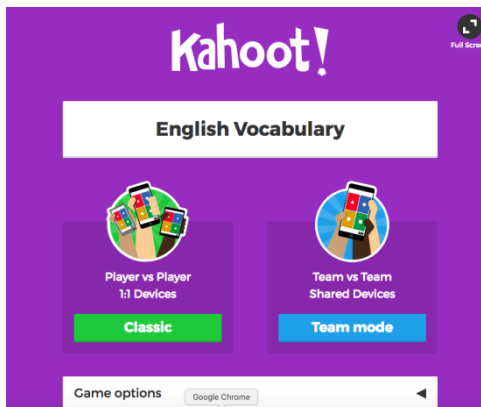 Kahoot!
Full Scre
English Vocabulary
Player vs Player
1:1 Devices
Classic
Team vs Team
Shared Devices
Team mode
Game options
Google Chrome